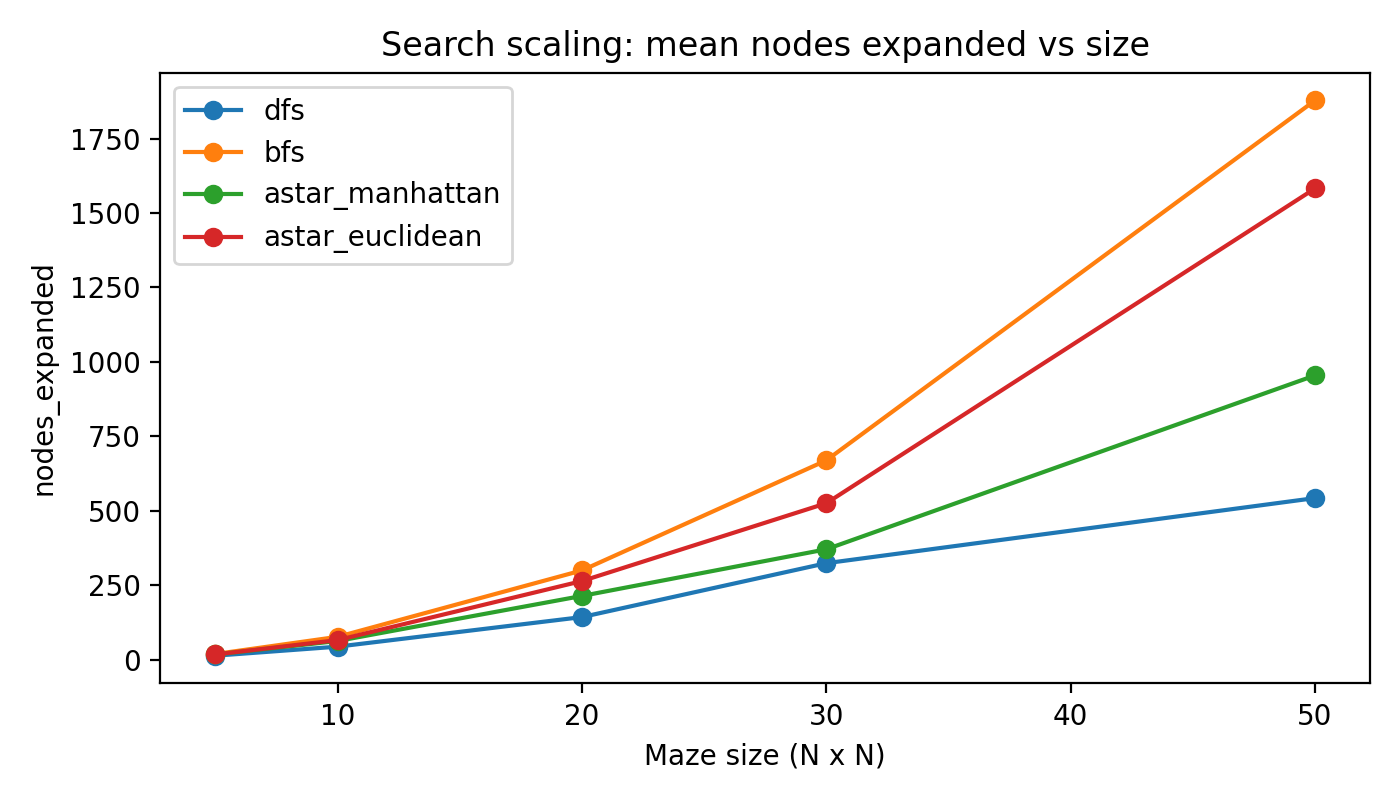 Search scaling: mean nodes expanded vs size
dfs
bfs
astar_manhattan
astar_euclidean
nodes_expanded
1750
1500
1250
1000
750
500
250
0
10 20 30 40 50
Maze size (N x N)